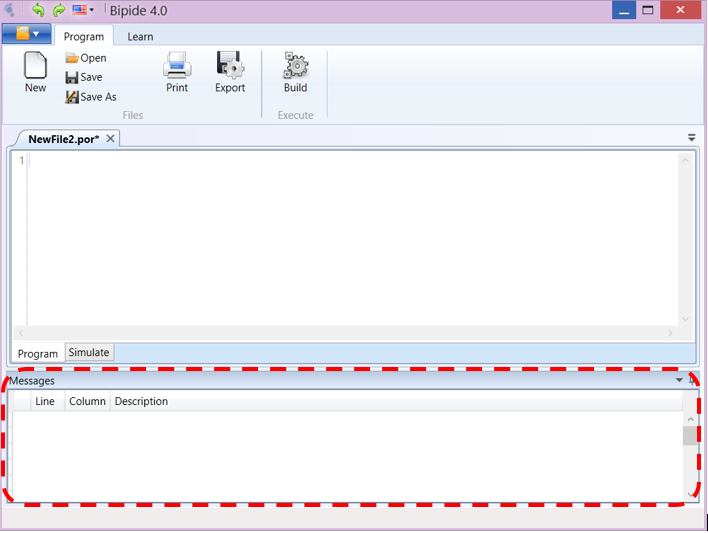 Bipide 4.0
Program Learn
New
Open
Save
Save As
Print
Export
Build
Files
Execute
NewFile2.por*
1
Program Simulate
Messages
Line Column Description